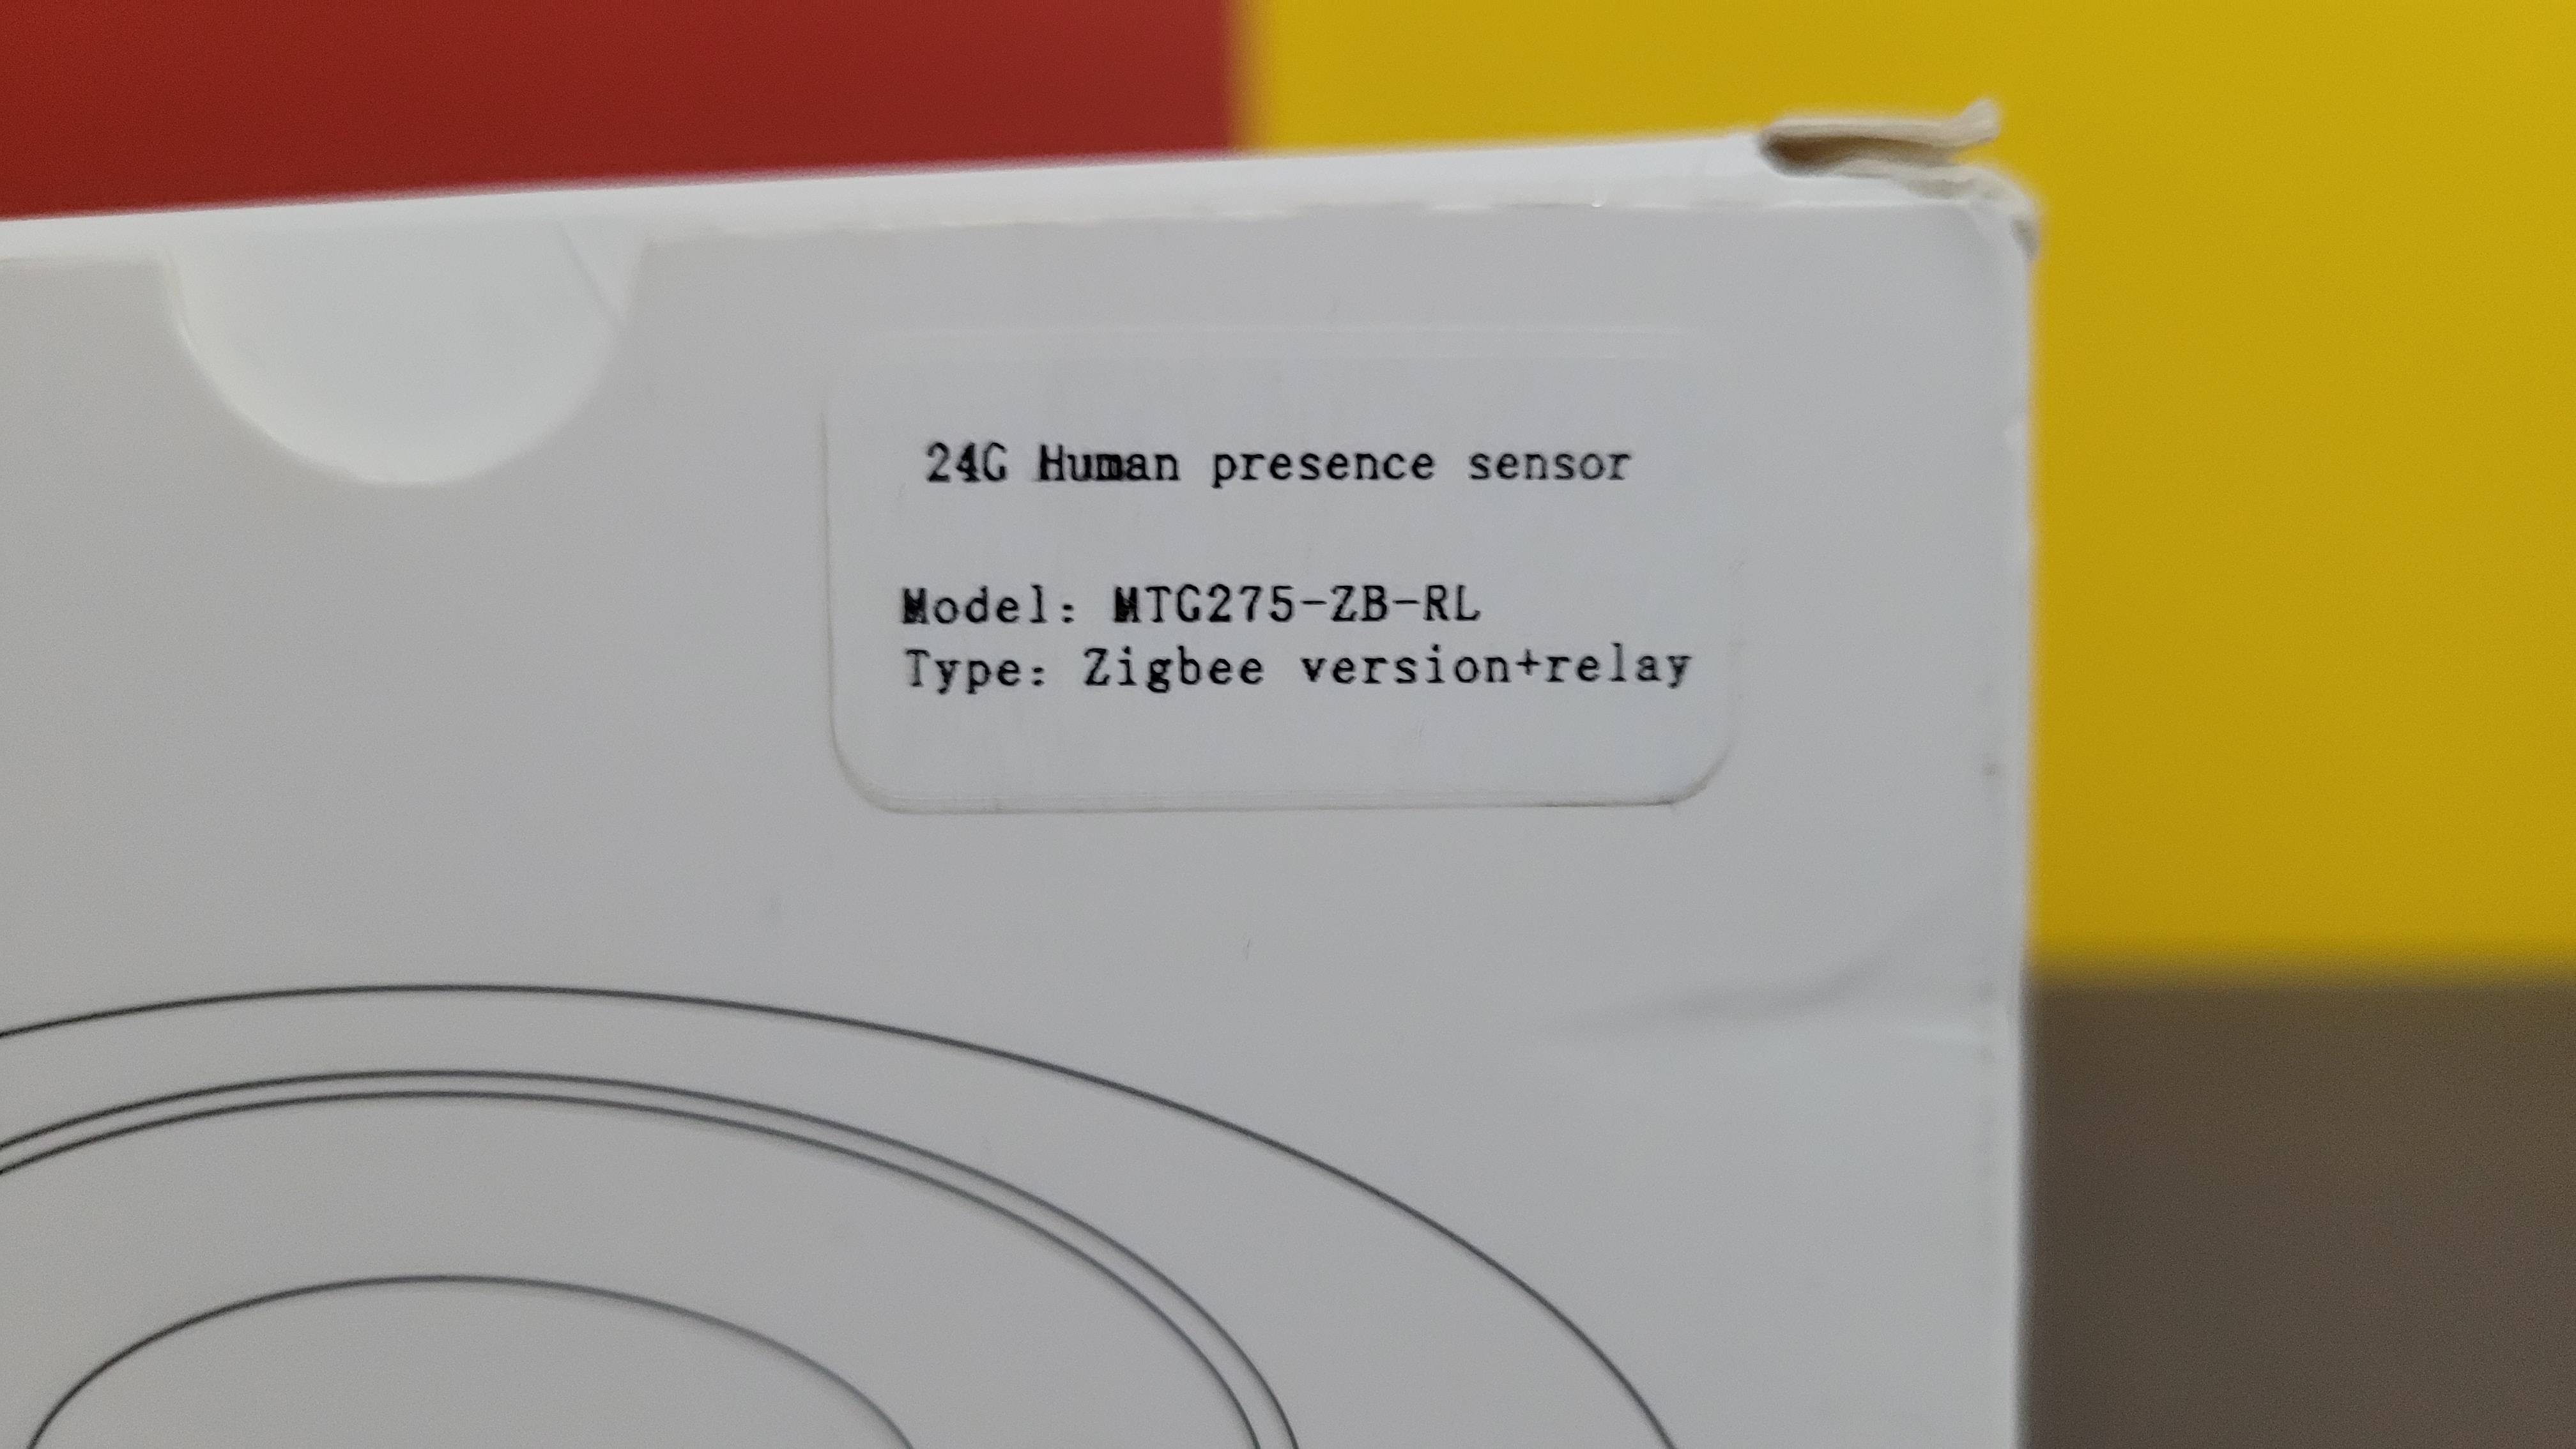 24G Human presence sensor
Model: MTG275-ZB-RL
Type: Zigbee version+relay